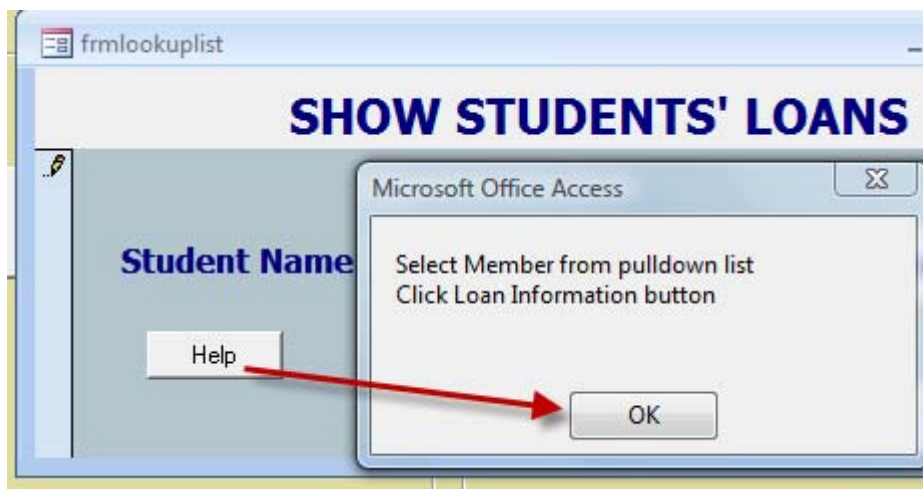 frmlookuplist
SHOW STUDENTS' LOANS
Microsoft Office Access
Student Name
Select Member from pulldown list
Click Loan Information button
Help
OK